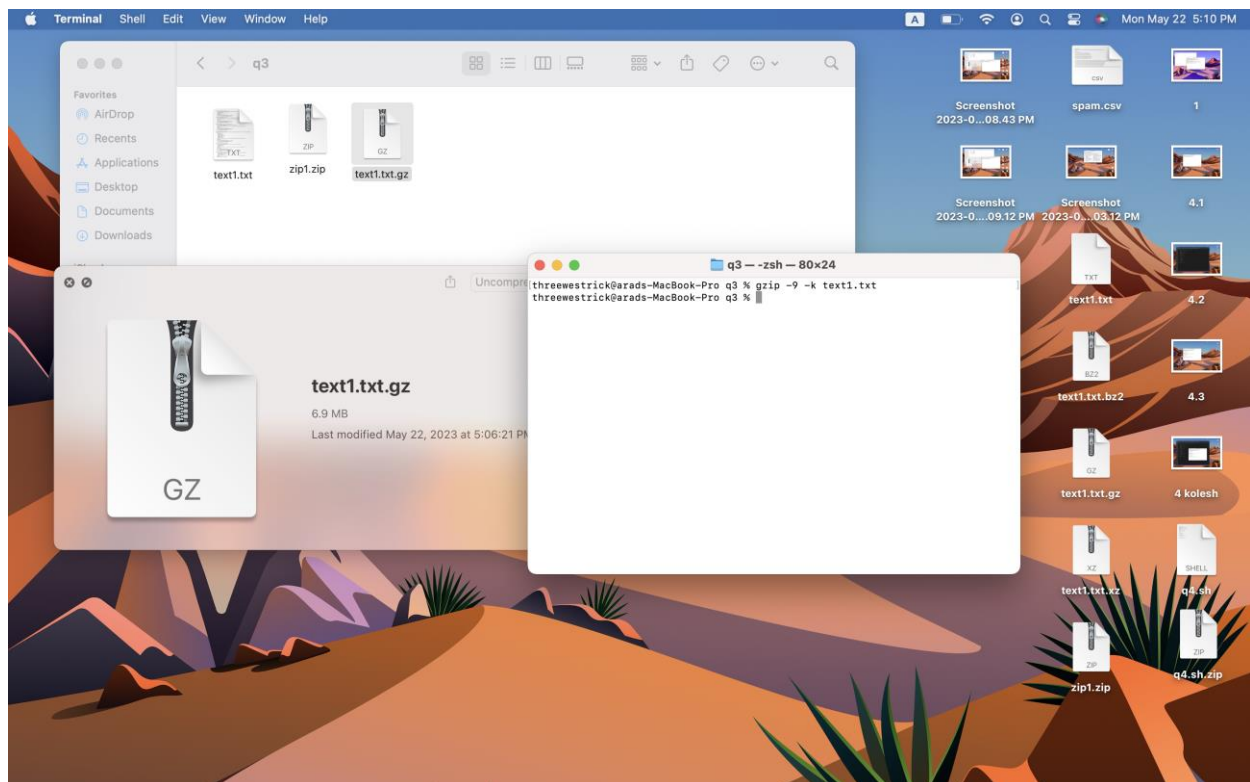 Terminal Shell Edit View Window Help
A
Mon May 22 5:10 PM
q3
Favorites
AirDrop
Recents
Applications
Desktop
Documents
Downloads
TXT
text1.txt
ZIP
zip1.zip
GZ
text1.txt.gz
Uncompre
GZ
text1.txt.gz
6.9 MB
Last modified May 22, 2023 at 5:06:21 PM
q3 — -zsh — 80×24
threewestrick@arads-MacBook-Pro q3 % gzip -9 -k text1.txt
threewestrick@arads-MacBook-Pro q3 %
Screenshot
2023-0...08.43 PM
csv
spam.csv
1
Screenshot
2023-0....09.12 PM
Screenshot
2023-0....03.12 PM
4.1
TXT
text1.txt
4.2
BZ2
text1.txt.bz2
4.3
GZ
text1.txt.gz
4 kolesh
XZ
text1.txt.xz
SHELL
q4.sh
ZIP
zip1.zip
ZIP
q4.sh.zip